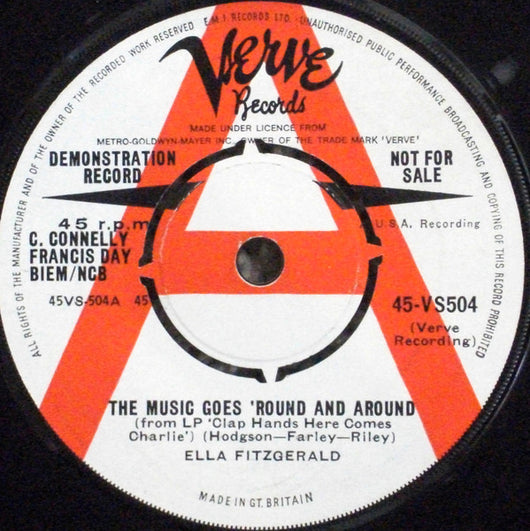 ALL RIGHTS OF THE MANUFACTURER AND OF THE OWNER OF THE RECORDED WORK RESERVED E.M.I. RECORDS LTD. UNAUTHORISED PUBLIC PERFORMANCE BROADCASTING AND COPYING OF THIS RECORD PROHIBITED
Verve
Records
MADE UNDER LICENCE FROM
METRO-GOLDWYN-MAYER INC., OWNER OF THE TRADE MARK 'VERVE'
DEMONSTRATION
RECORD
NOT FOR
SALE
45 r.p.m
U.S.A. Recording
C. CONNELLY
FRANCIS DAY
BIEM/NCB
45VS-504A 45
45-VS504
(Verve
Recording)
A
THE MUSIC GOES 'ROUND AND AROUND
(from LP 'Clap Hands Here Comes
Charlie') (Hodgson—Farley—Riley)
ELLA FITZGERALD
MADE IN GT. BRITAIN